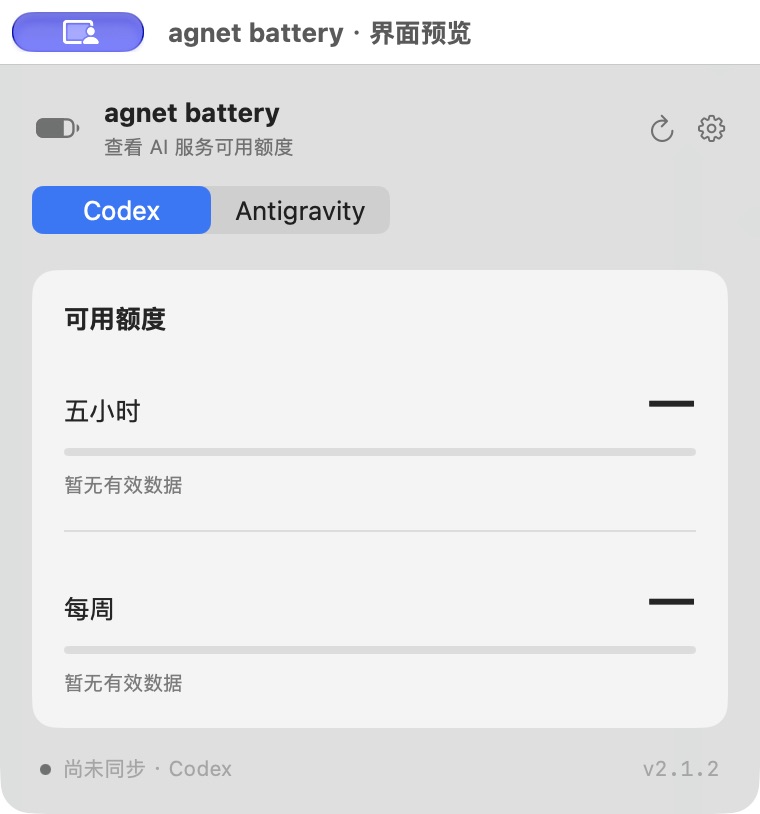 agnet battery · 界面预览
agnet battery
查看 AI 服务可用额度
Codex
Antigravity
可用额度
五小时 —
暂无有效数据
每周 —
暂无有效数据
尚未同步 · Codex
v2.1.2